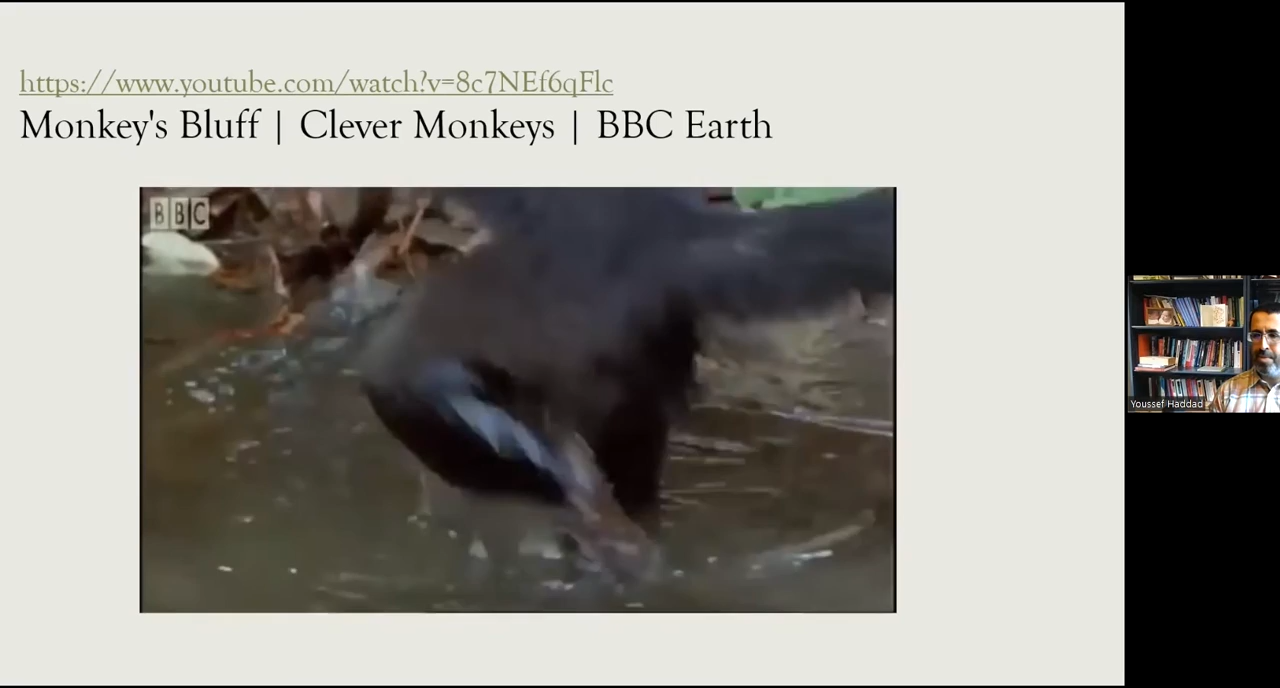 https://www.youtube.com/watch?v=8c7NEf6qFlc
Monkey's Bluff | Clever Monkeys | BBC Earth
BBC
Youssef Haddad